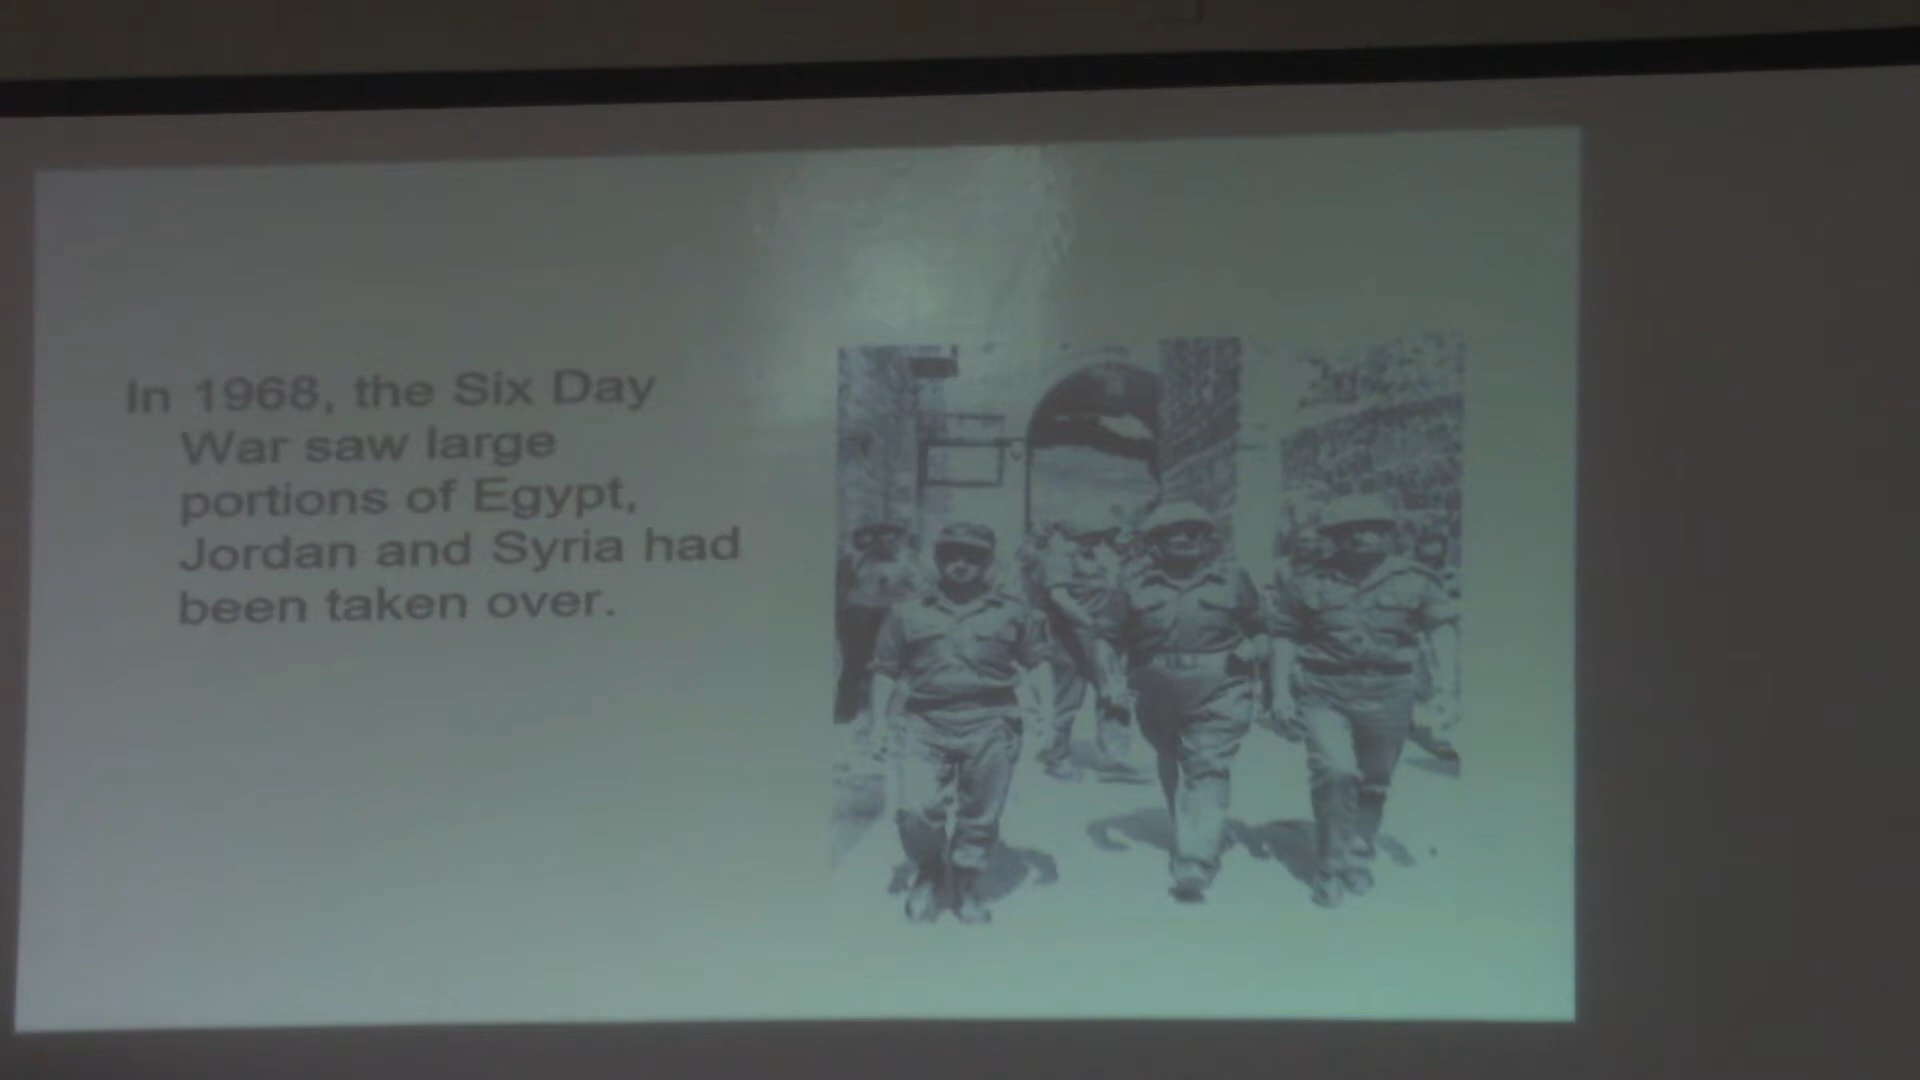 In 1968, the Six Day
War saw large
portions of Egypt,
Jordan and Syria had
been taken over.